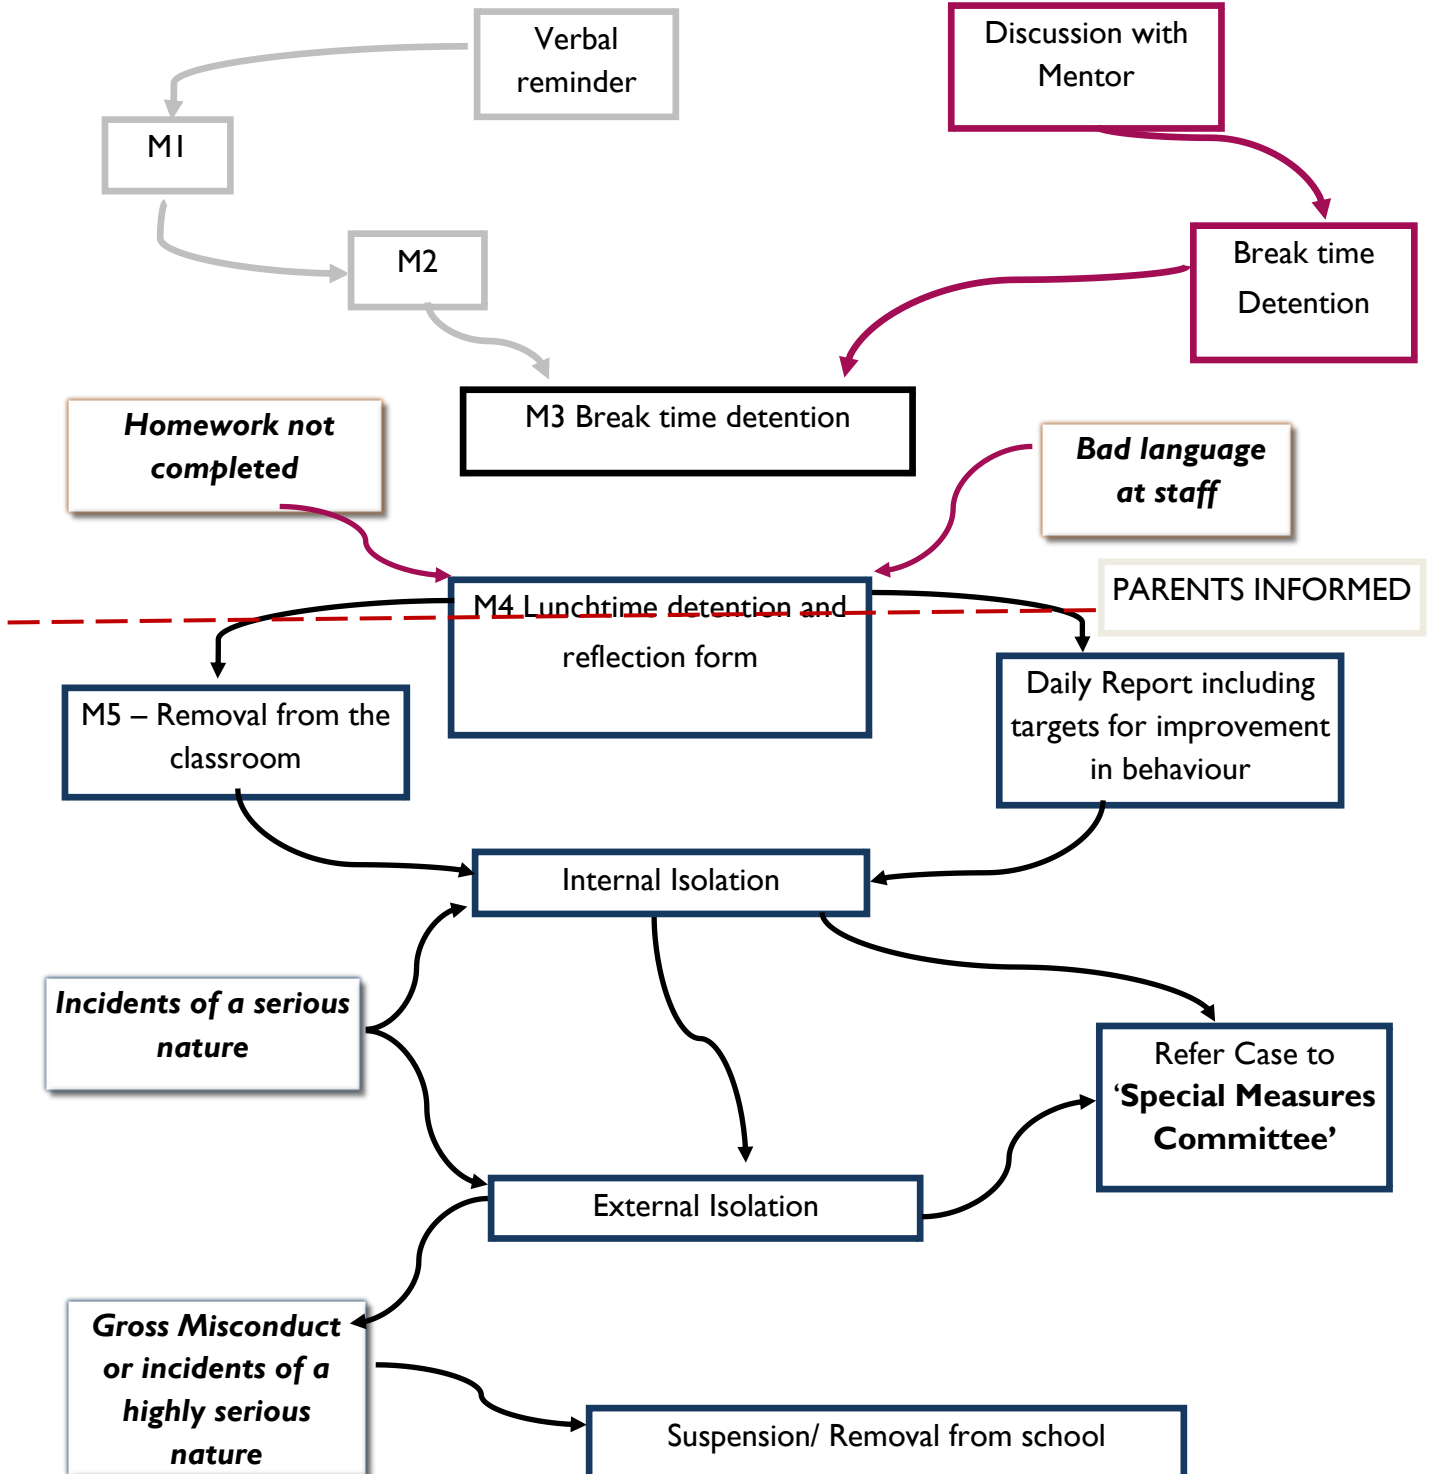 Verbal
reminder
Discussion with
Mentor
M1
M2
Break time
Detention
M3 Break time detention
Homework not
completed
Bad language
at staff
PARENTS INFORMED
M4 Lunchtime detention and
reflection form
M5 – Removal from the
classroom
Daily Report including
targets for improvement
in behaviour
Internal Isolation
Incidents of a serious
nature
Refer Case to
‘Special Measures
Committee’
External Isolation
Gross Misconduct
or incidents of a
highly serious
nature
Suspension/ Removal from school